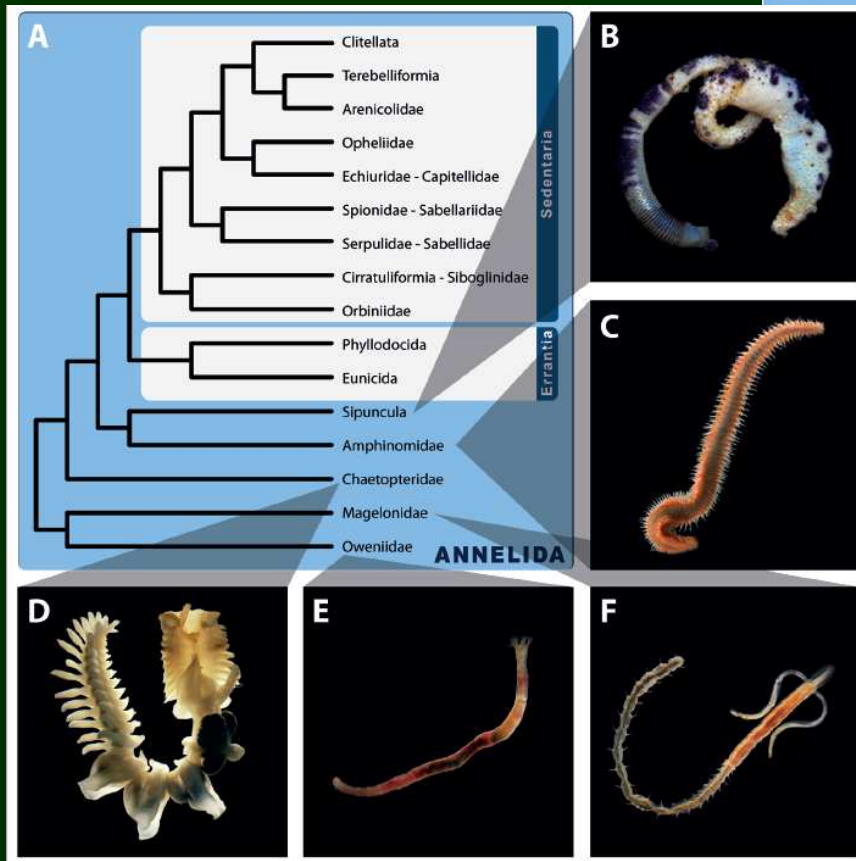 A
Clitellata
Terebelliformia
Arenicolidae
Opheliidae
Echiuridae - Capitellidae
Spionidae - Sabellariidae
Serpulidae - Sabellidae
Cirratuliformia - Siboglinidae
Orbiniidae
Sedentaria
Phyllodocida
Eunicida
Errantia
Sipuncula
Amphinomidae
Chaetopteridae
Magelonidae
Oweniidae
ANNELIDA
B
C
D
E
F